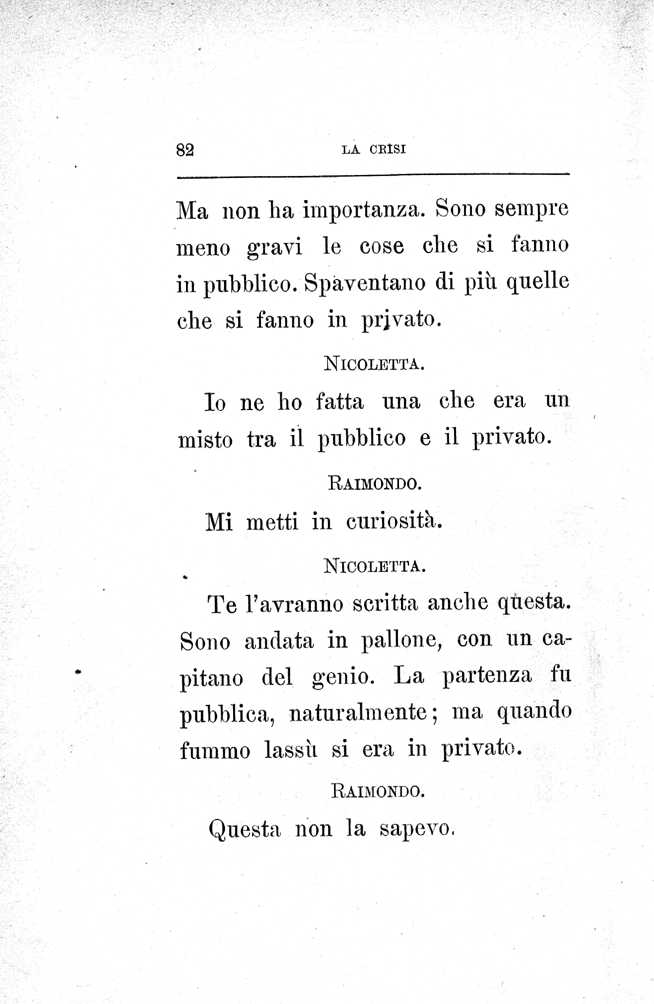 82 LA CRISI
Ma non ha importanza. Sono sempre
meno gravi le cose che si fanno
in pubblico. Spaventano di più quelle
che si fanno in privato.
NICOLETTA.
Io ne ho fatta una che era un
misto tra il pubblico e il privato.
RAIMONDO.
Mi metti in curiosità.
NICOLETTA.
Te l'avranno scritta anche questa.
Sono andata in pallone, con un ca-
pitano del genio. La partenza fu
pubblica, naturalmente; ma quando
fummo lassù si era in privato.
RAIMONDO.
Questa non la sapevo.